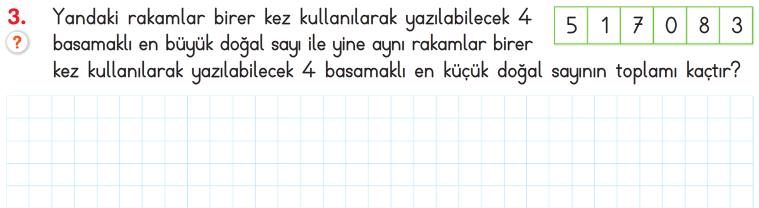 3. Yandaki rakamlar birer kez kullanılarak yazılabilecek 4
5 1 7 0 8 3
? basamaklı en büyük doğal sayı ile yine aynı rakamlar birer
kez kullanılarak yazılabilecek 4 basamaklı en küçük doğal sayının toplamı kaçtır?